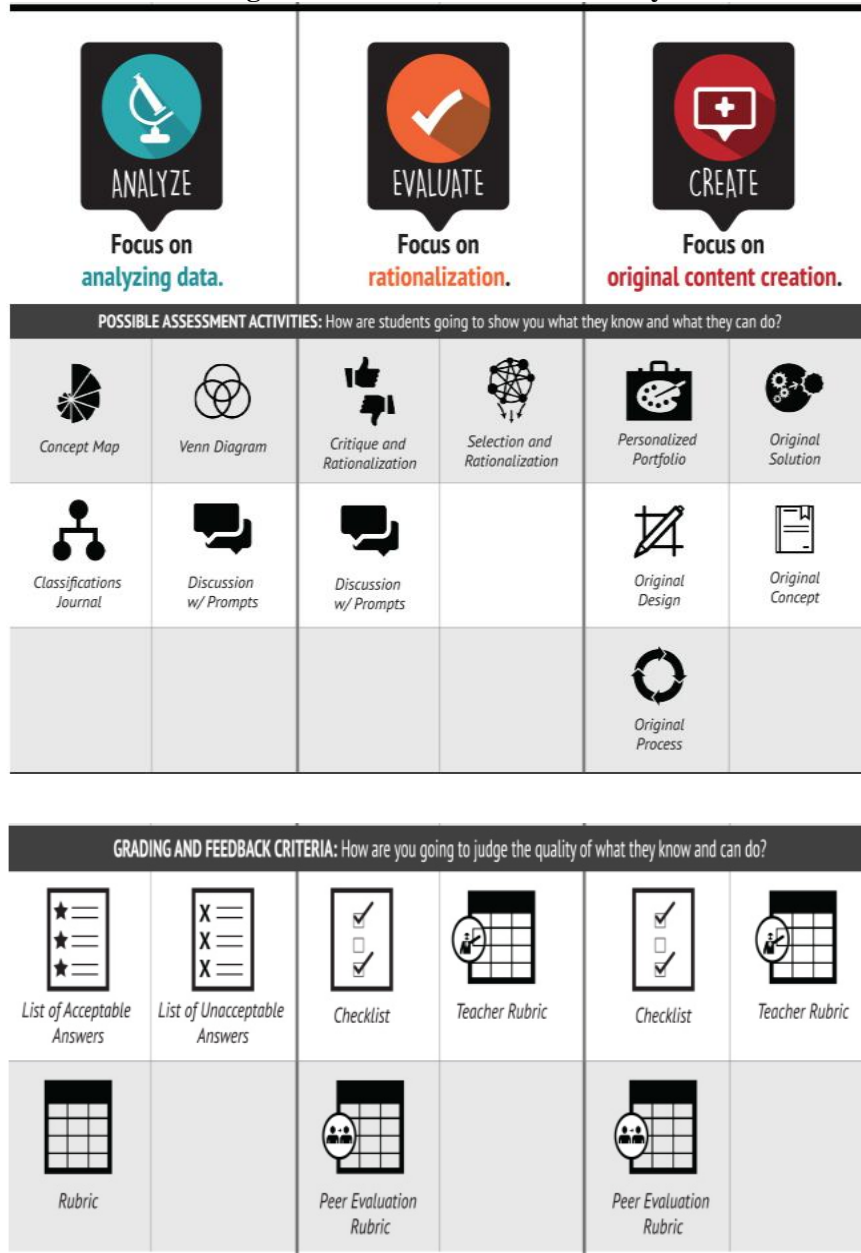 ANALYZE
EVALUATE
CREATE
Focus on
analyzing data.
Focus on
rationalization.
Focus on
original content creation.
POSSIBLE ASSESSMENT ACTIVITIES: How are students going to show you what they know and what they can do?
Concept Map
Venn Diagram
Critique and
Rationalization
Selection and
Rationalization
Personalized
Portfolio
Original
Solution
Classifications
Journal
Discussion
w/ Prompts
Discussion
w/ Prompts
Original
Design
Original
Concept
Original
Process
GRADING AND FEEDBACK CRITERIA: How are you going to judge the quality of what they know and can do?
List of Acceptable
Answers
List of Unacceptable
Answers
Checklist
Teacher Rubric
Checklist
Teacher Rubric
Rubric
Peer Evaluation
Rubric
Peer Evaluation
Rubric